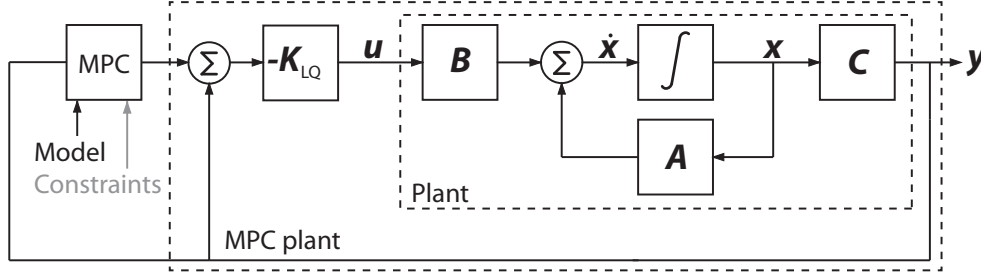 MPC
Σ
-K_LQ
u
B
Σ
ẋ
∫
x
C
y
Model
Constraints
A
Plant
MPC plant